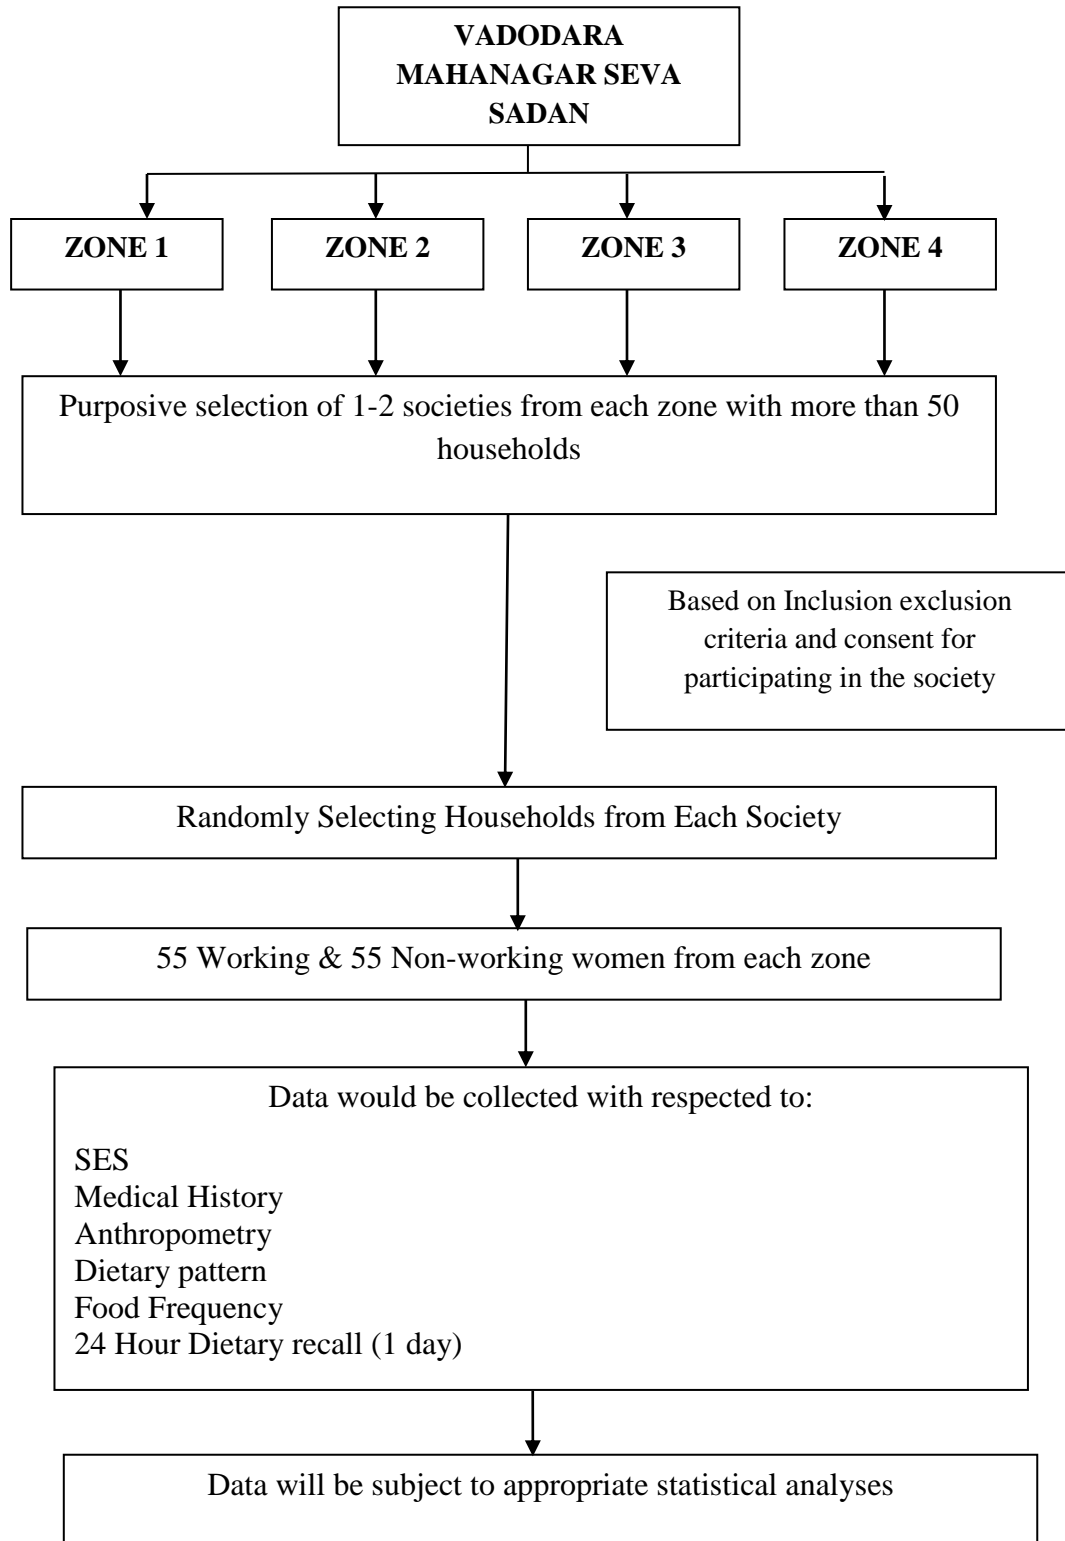 VADODARA
MAHANAGAR SEVA
SADAN
ZONE 1
ZONE 2
ZONE 3
ZONE 4
Purposive selection of 1-2 societies from each zone with more than 50
households
Based on Inclusion exclusion
criteria and consent for
participating in the society
Randomly Selecting Households from Each Society
55 Working & 55 Non-working women from each zone
Data would be collected with respected to:
SES
Medical History
Anthropometry
Dietary pattern
Food Frequency
24 Hour Dietary recall (1 day)
Data will be subject to appropriate statistical analyses